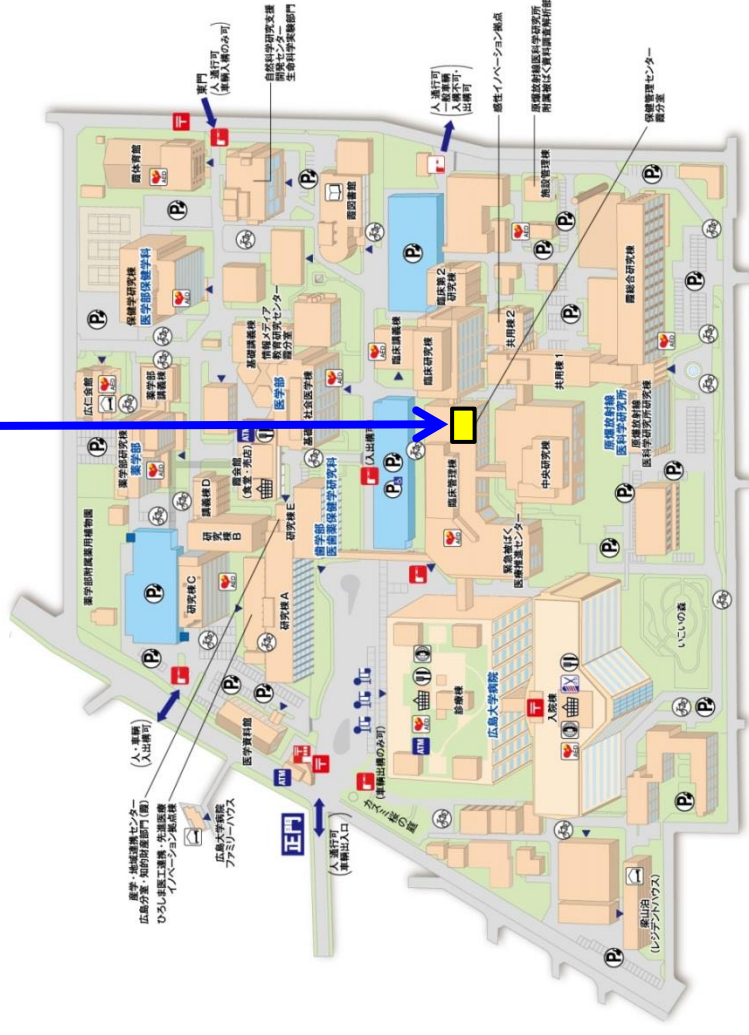 東門
(人 通行可
車輌入構のみ可)
自然科学研究支援
開発センター
生命科学実験部門
(人 通行可
一般車輌
入構不可・
出構可)
感性イノベーション拠点
原爆放射線医科学研究所
附属被ばく資料調査解析部
保健管理センター
霞分室
霞体育館
AED
P
霞図書館
施設管理棟
保健学研究棟
医学部保健学科
臨床第2
研究棟
霞総合研究棟
基礎講義棟
情報メディア
教育研究センター
霞分室
臨床講義棟
臨床研究棟
共用棟2
共用棟1
広仁会館
薬学部
講義棟
医学部
基礎・社会医学棟
原爆放射線
医科学研究所
原爆放射線
医科学研究所研究棟
薬学部研究棟
薬学部
ATM
霞会館
(食堂・売店)
(入出構可)
臨床管理棟
中央研究棟
薬学部附属薬用植物園
講義棟D
研究
棟
B
研究棟E
歯学部
医歯薬保健学研究科
緊急被ばく
医療推進センター
研究棟C
研究棟A
診療棟
広島大学病院
入院棟
いこいの森
(人・車輌
入出構可)
医学資料館
(車輌出構のみ可)
産学・地域連携センター
広島分室・知的財産部門(霞)
ひろしま医工連携・先進医療
イノベーション拠点棟
広島大学病院
ファミリーハウス
ATM
正門
(人 通行可
車輌出入口)
カスミ桜の庭
梁山泊
(レジデントハウス)